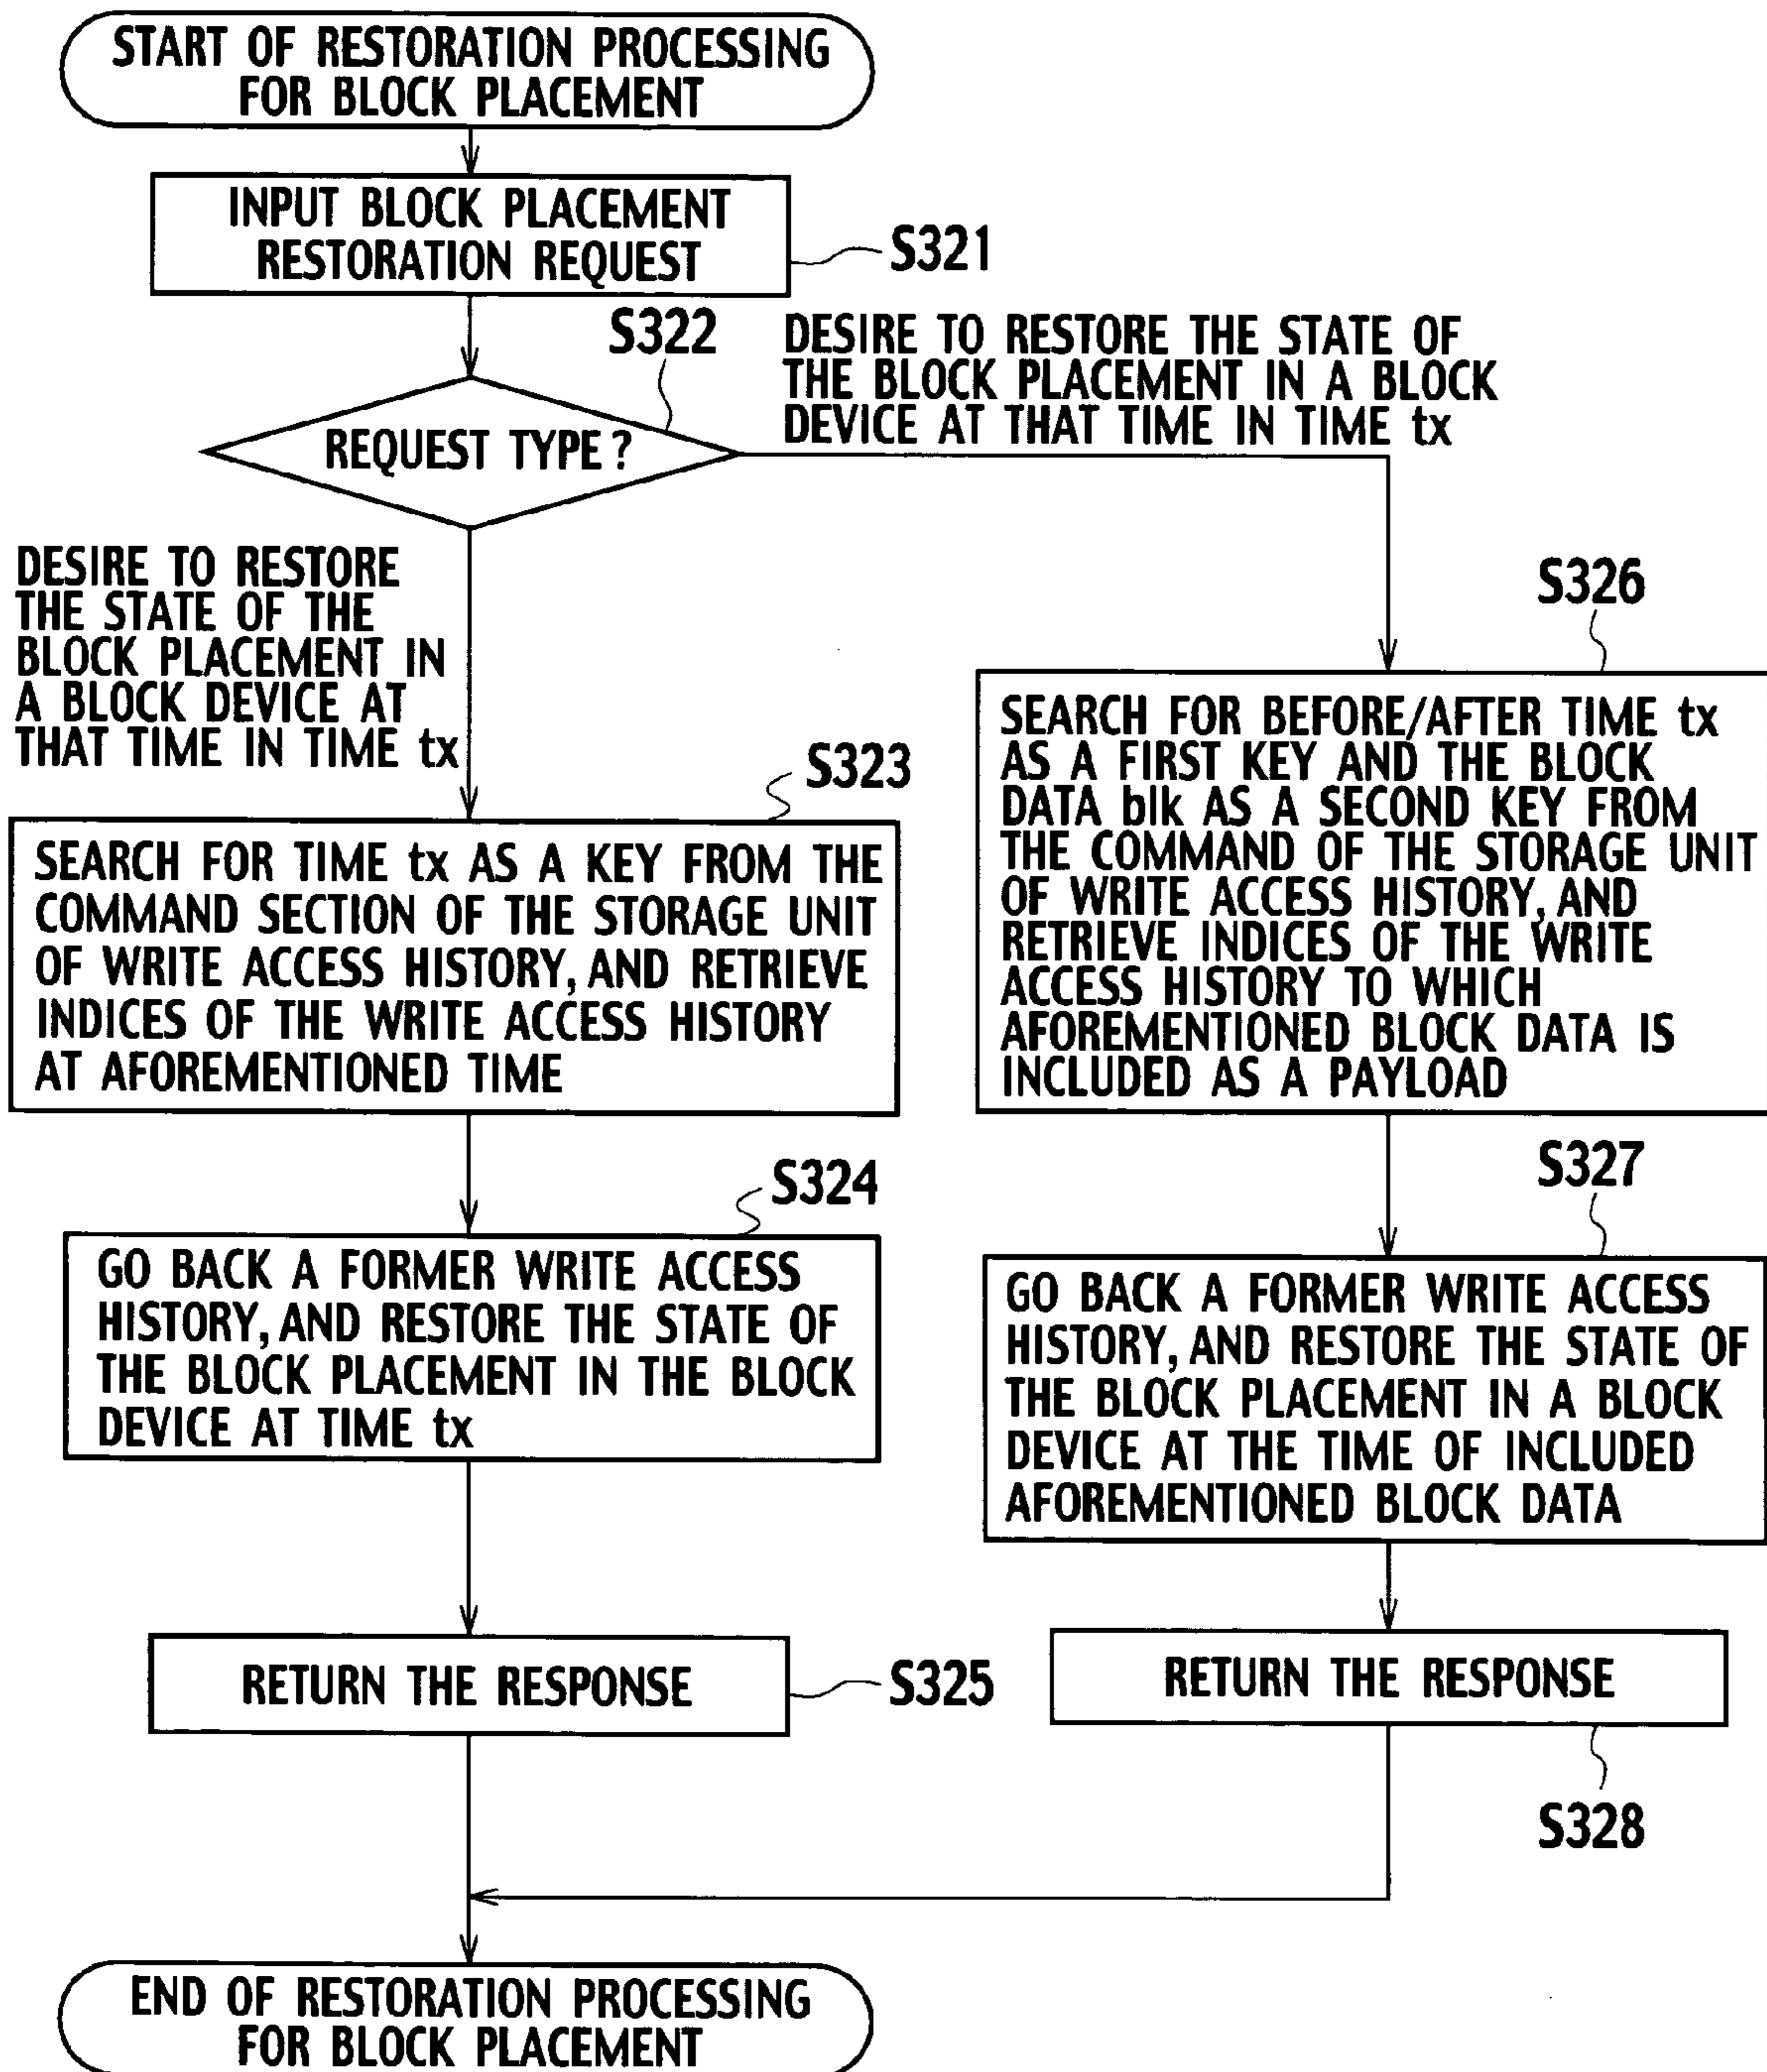 START OF RESTORATION PROCESSING
FOR BLOCK PLACEMENT
INPUT BLOCK PLACEMENT
RESTORATION REQUEST
S321
S322
DESIRE TO RESTORE THE STATE OF
THE BLOCK PLACEMENT IN A BLOCK
DEVICE AT THAT TIME IN TIME tx
REQUEST TYPE?
DESIRE TO RESTORE
THE STATE OF THE
BLOCK PLACEMENT IN
A BLOCK DEVICE AT
THAT TIME IN TIME tx
S323
SEARCH FOR TIME tx AS A KEY FROM THE
COMMAND SECTION OF THE STORAGE UNIT
OF WRITE ACCESS HISTORY, AND RETRIEVE
INDICES OF THE WRITE ACCESS HISTORY
AT AFOREMENTIONED TIME
S324
GO BACK A FORMER WRITE ACCESS
HISTORY, AND RESTORE THE STATE OF
THE BLOCK PLACEMENT IN THE BLOCK
DEVICE AT TIME tx
RETURN THE RESPONSE
S325
S326
SEARCH FOR BEFORE/AFTER TIME tx
AS A FIRST KEY AND THE BLOCK
DATA blk AS A SECOND KEY FROM
THE COMMAND OF THE STORAGE UNIT
OF WRITE ACCESS HISTORY, AND
RETRIEVE INDICES OF THE WRITE
ACCESS HISTORY TO WHICH
AFOREMENTIONED BLOCK DATA IS
INCLUDED AS A PAYLOAD
S327
GO BACK A FORMER WRITE ACCESS
HISTORY, AND RESTORE THE STATE OF
THE BLOCK PLACEMENT IN A BLOCK
DEVICE AT THE TIME OF INCLUDED
AFOREMENTIONED BLOCK DATA
RETURN THE RESPONSE
S328
END OF RESTORATION PROCESSING
FOR BLOCK PLACEMENT